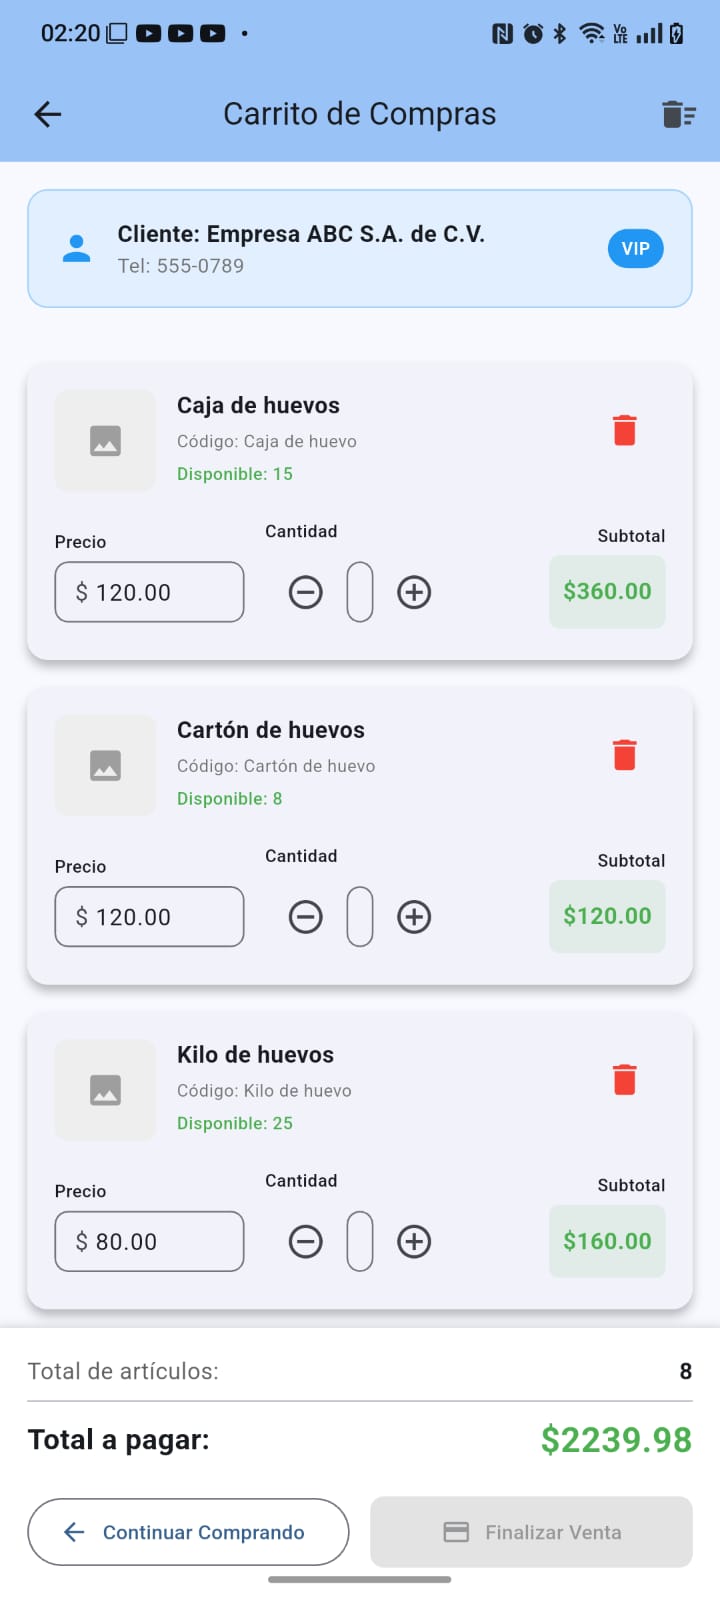 02:20
Vo LTE
Carrito de Compras
Cliente: Empresa ABC S.A. de C.V.
Tel: 555-0789
VIP
Caja de huevos
Código: Caja de huevo
Disponible: 15
Precio
Cantidad
Subtotal
$ 120.00
$360.00
Cartón de huevos
Código: Cartón de huevo
Disponible: 8
Precio
Cantidad
Subtotal
$ 120.00
$120.00
Kilo de huevos
Código: Kilo de huevo
Disponible: 25
Precio
Cantidad
Subtotal
$ 80.00
$160.00
Total de artículos: 8
Total a pagar: $2239.98
Continuar Comprando
Finalizar Venta